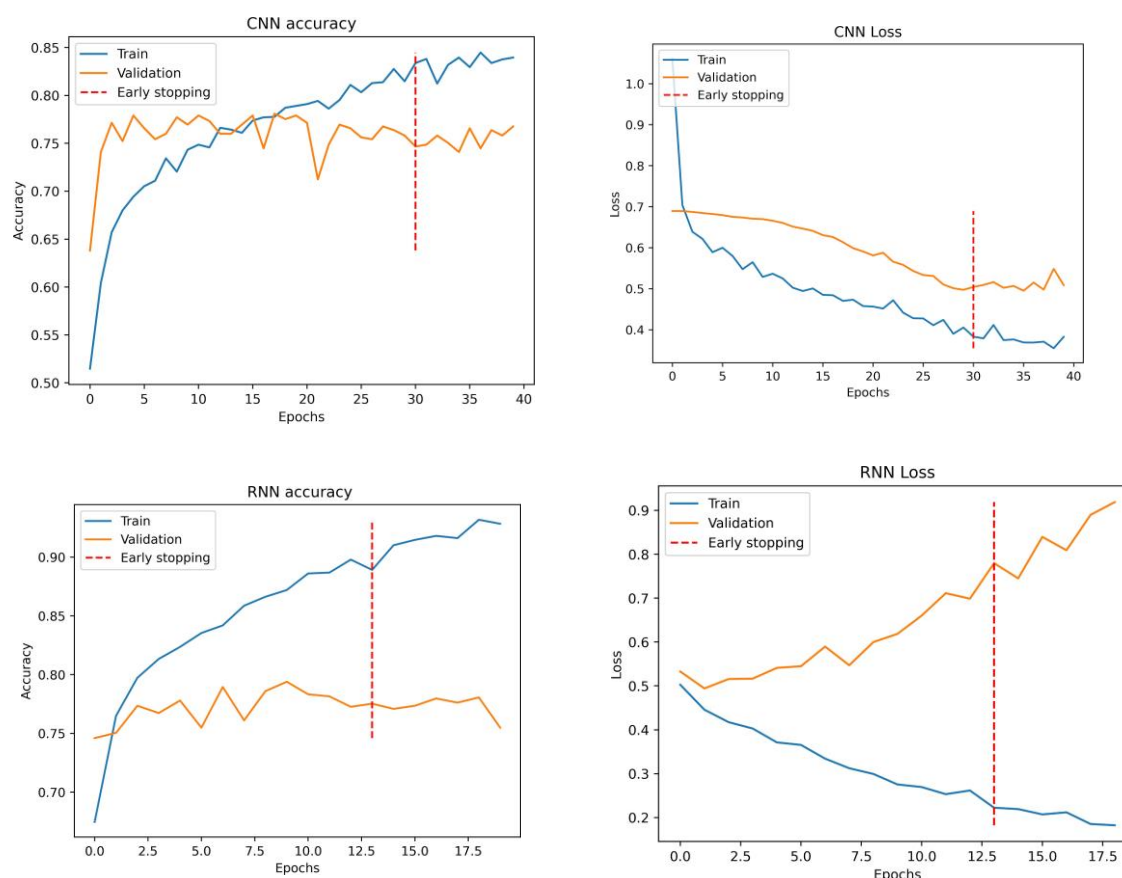 CNN accuracy
Train
Validation
Early stopping
0.85
0.80
0.75
0.70
0.65
0.60
0.55
0.50
Accuracy
0 5 10 15 20 25 30 35 40
Epochs
CNN Loss
Train
Validation
Early stopping
1.0
0.9
0.8
0.7
0.6
0.5
0.4
Loss
0 5 10 15 20 25 30 35 40
Epochs
RNN accuracy
Train
Validation
Early stopping
0.90
0.85
0.80
0.75
0.70
Accuracy
0.0 2.5 5.0 7.5 10.0 12.5 15.0 17.5
Epochs
RNN Loss
Train
Validation
Early stopping
0.9
0.8
0.7
0.6
0.5
0.4
0.3
0.2
Loss
0.0 2.5 5.0 7.5 10.0 12.5 15.0 17.5
Epochs